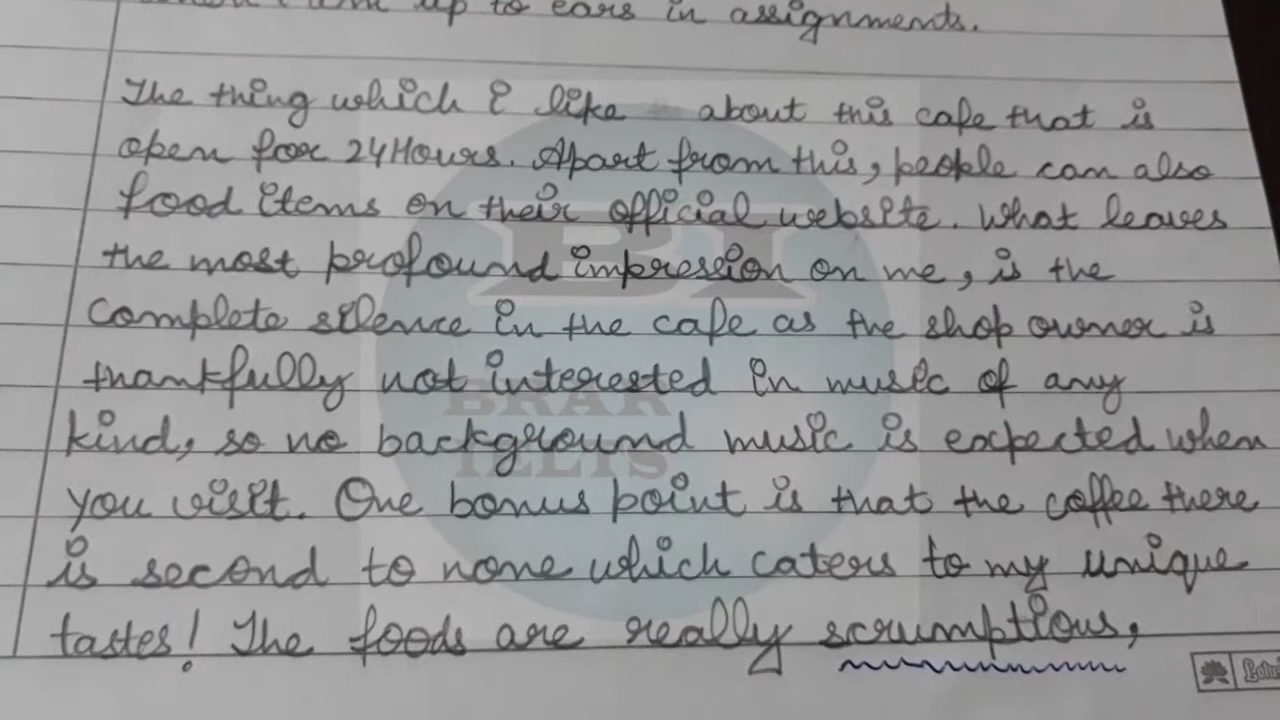 up to ears in assignments.
The thing which i like about this cafe that is
open for 24Hours. Apart from this, people can also
food items on their official website. What leaves
the most profound impression on me, is the
complete silence in the cafe as the shop owner is
thankfully not interested in music of any
kind, so no background music is expected when
you visit. One bonus point is that the coffee there
is second to none which caters to my unique
tastes! The foods are really scrumptious,
BI
BRAR
IELTS